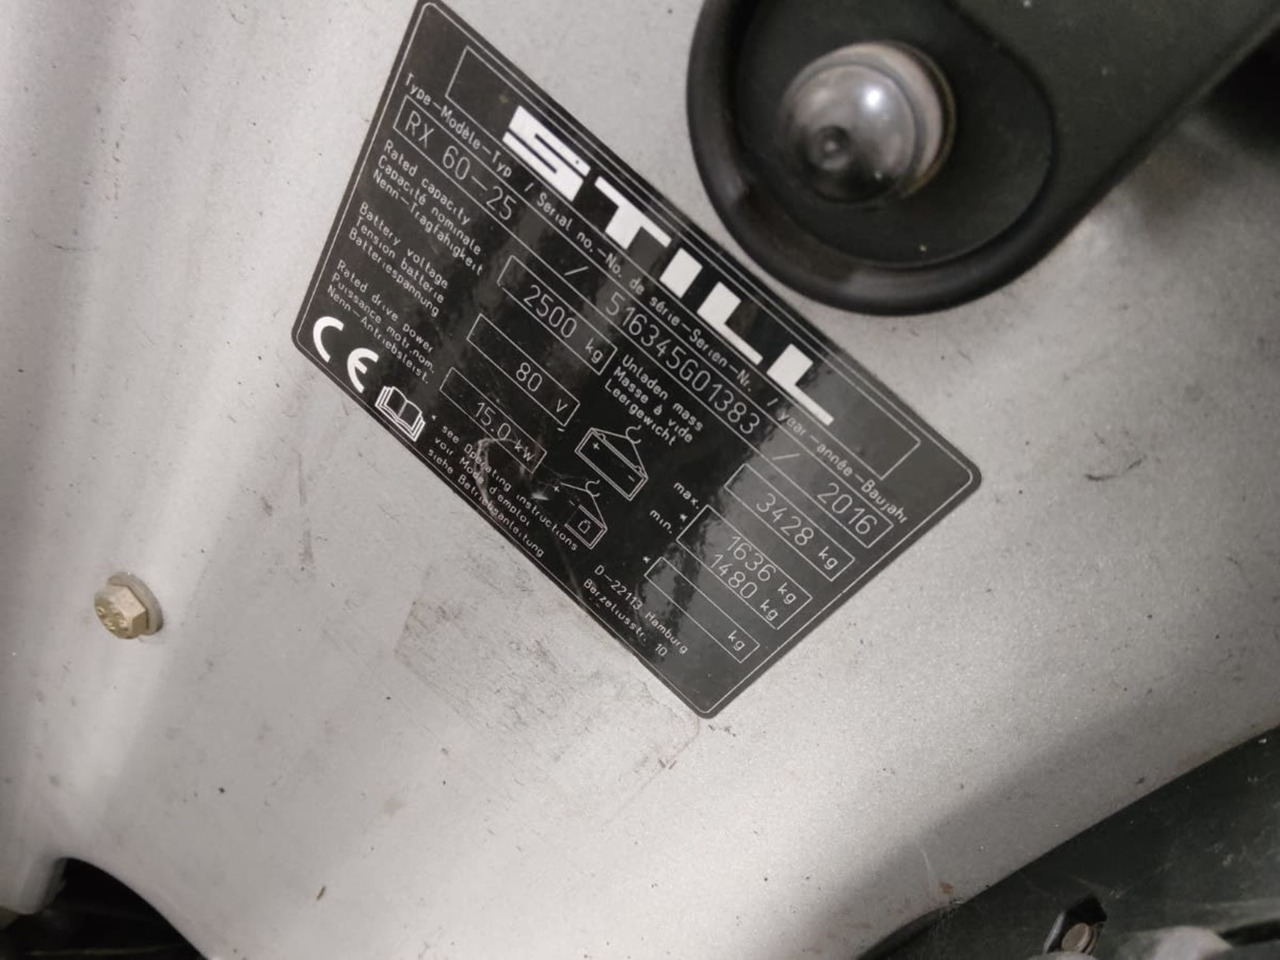 STILL
Type-Modèle-Typ / Serial no.-No. de série-Serien-Nr. / year-année-Baujahr
RX 60-25 / 516345G01383 / 2016
Rated capacity
Capacité nominale
Nenn-Tragfähigkeit
2500 kg
Unladen mass
Masse à vide
Leergewicht
3428 kg
Battery voltage
Tension batterie
Batteriespannung
80 V
max.
* min.
1636 kg
1480 kg
Rated drive power
Puissance motr.nom.
Nenn-Antriebsleist.
15.0 kW
* kg
CE
* see Operating instructions
voir Mode d'emploi
siehe Betriebsanleitung
D-22113 Hamburg
Berzeliusstr. 10